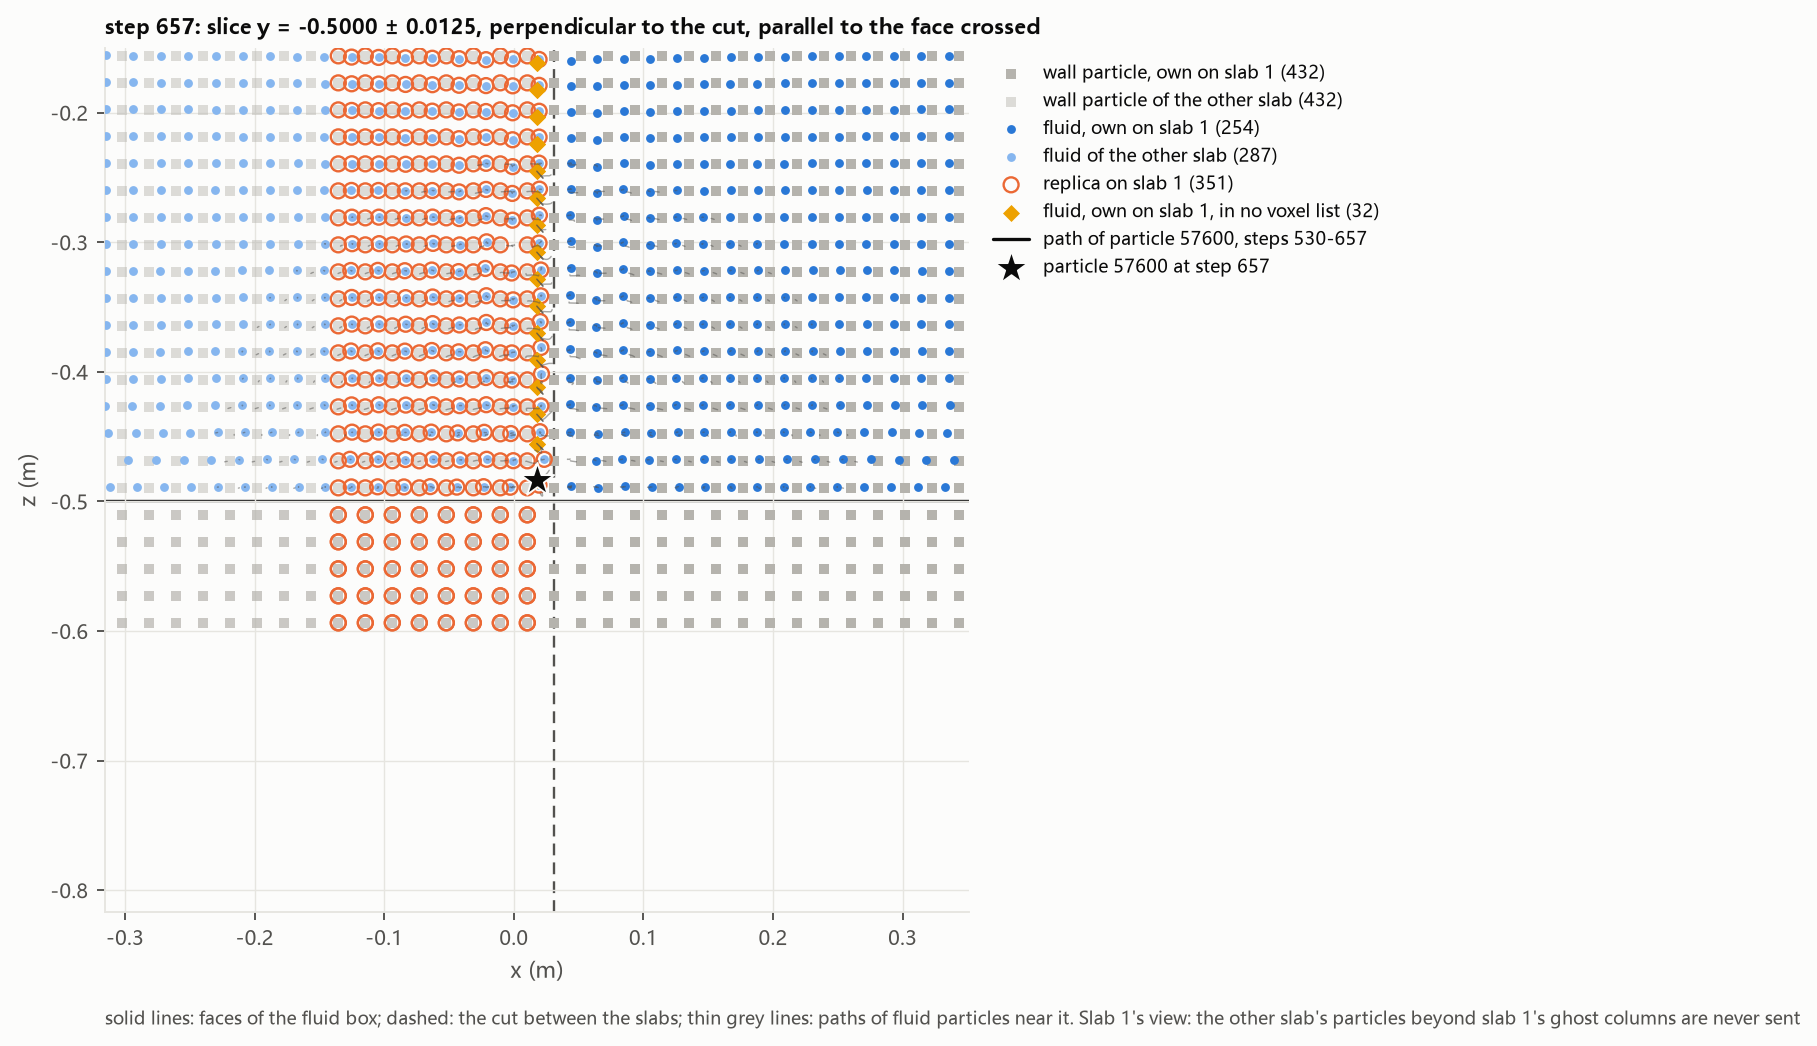 step 657: slice y = -0.5000 ± 0.0125, perpendicular to the cut, parallel to the face crossed
wall particle, own on slab 1 (432)
wall particle of the other slab (432)
fluid, own on slab 1 (254)
fluid of the other slab (287)
replica on slab 1 (351)
fluid, own on slab 1, in no voxel list (32)
path of particle 57600, steps 530-657
particle 57600 at step 657
z (m)
-0.2
-0.3
-0.4
-0.5
-0.6
-0.7
-0.8
-0.3
-0.2
-0.1
0.0
0.1
0.2
0.3
x (m)
solid lines: faces of the fluid box; dashed: the cut between the slabs; thin grey lines: paths of fluid particles near it. Slab 1's view: the other slab's particles beyond slab 1's ghost columns are never sent